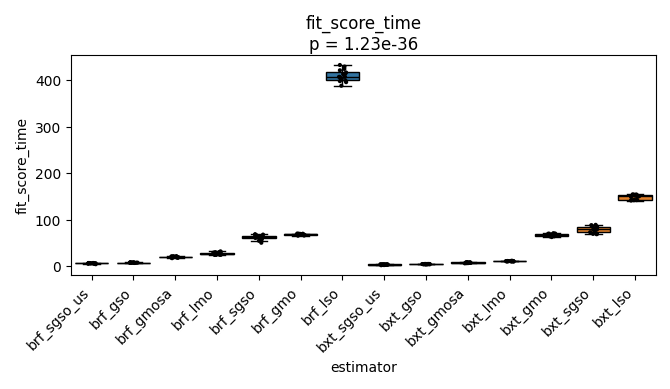 fit_score_time
p = 1.23e-36
fit_score_time
400
300
200
100
0
brf_sgso_us
brf_gso
brf_gmosa
brf_lmo
brf_sgso
brf_gmo
brf_lso
bxt_sgso_us
bxt_gso
bxt_gmosa
bxt_lmo
bxt_gmo
bxt_sgso
bxt_lso
estimator